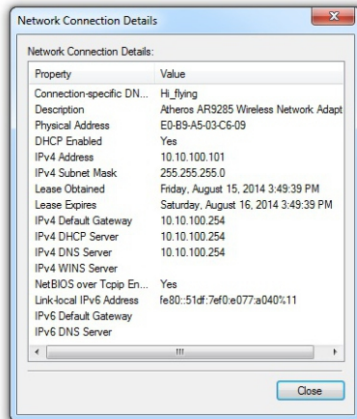 Network Connection Details
Network Connection Details:
Property Value
Connection-specific DN... Hi_flying
Description Atheros AR9285 Wireless Network Adapt
Physical Address E0-B9-A5-03-C6-09
DHCP Enabled Yes
IPv4 Address 10.10.100.101
IPv4 Subnet Mask 255.255.255.0
Lease Obtained Friday, August 15, 2014 3:49:39 PM
Lease Expires Saturday, August 16, 2014 3:49:39 PM
IPv4 Default Gateway 10.10.100.254
IPv4 DHCP Server 10.10.100.254
IPv4 DNS Server 10.10.100.254
IPv4 WINS Server
NetBIOS over Tcpip En... Yes
Link-local IPv6 Address fe80::51df:7ef0:e077:a040%11
IPv6 Default Gateway
IPv6 DNS Server
Close